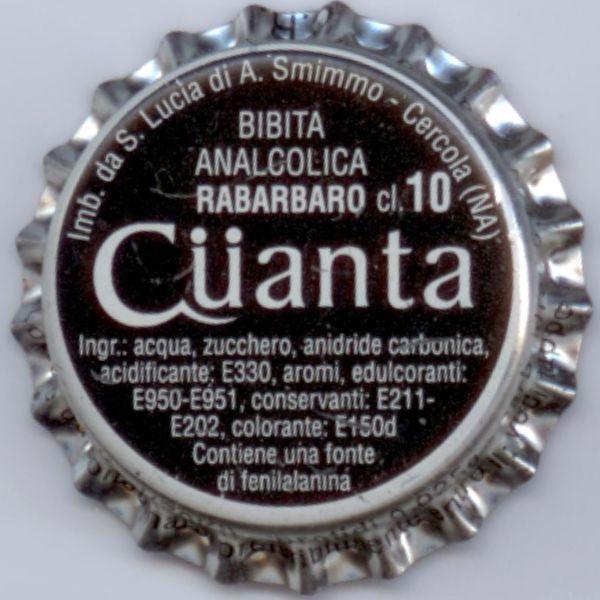 Imb. da S. Lucia di A. Smimmo - Cercola (NA)
BIBITA
ANALCOLICA
RABARBARO cl. 10
Cüanta
Ingr.: acqua, zucchero, anidride carbonica,
acidificante: E330, aromi, edulcoranti:
E950-E951, conservanti: E211-
E202, colorante: E150d
Contiene una fonte
di fenilalanina